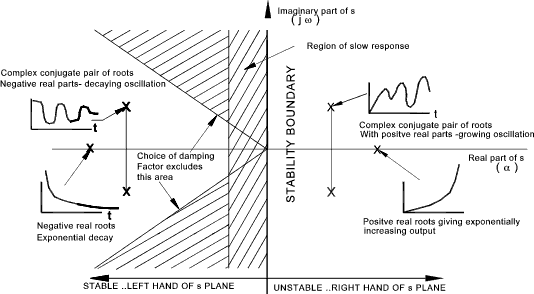 Imaginary part of s
( j ω )
Region of slow response
Complex conjugate pair of roots
Negative real parts- decaying oscillation
t
STABILITY BOUNDARY
t
Complex conjugate pair of roots
With positve real parts -growing oscillation
Choice of damping
Factor excludes
this area
Real part of s
( α )
t
Negative real roots
Exponential decay
Positve real roots giving exponentially
increasing output
STABLE ..LEFT HAND OF s PLANE
UNSTABLE ..RIGHT HAND OF s PLANE